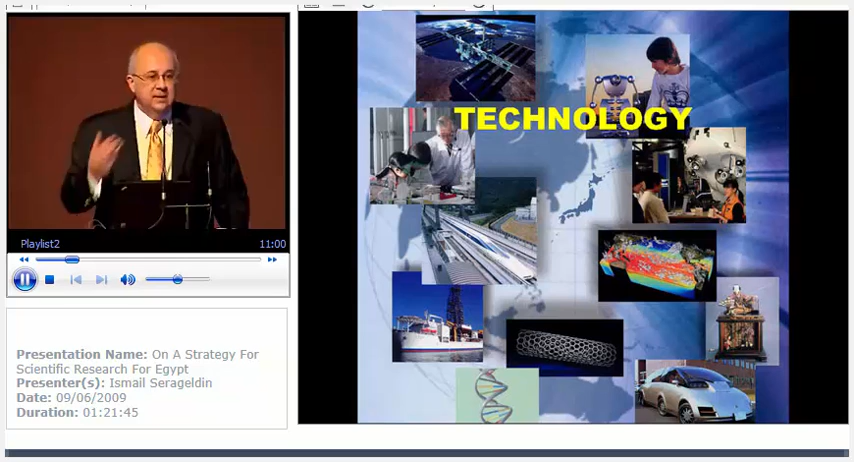 TECHNOLOGY
Playlist2 11:00
Presentation Name: On A Strategy For
Scientific Research For Egypt
Presenter(s): Ismail Serageldin
Date: 09/06/2009
Duration: 01:21:45